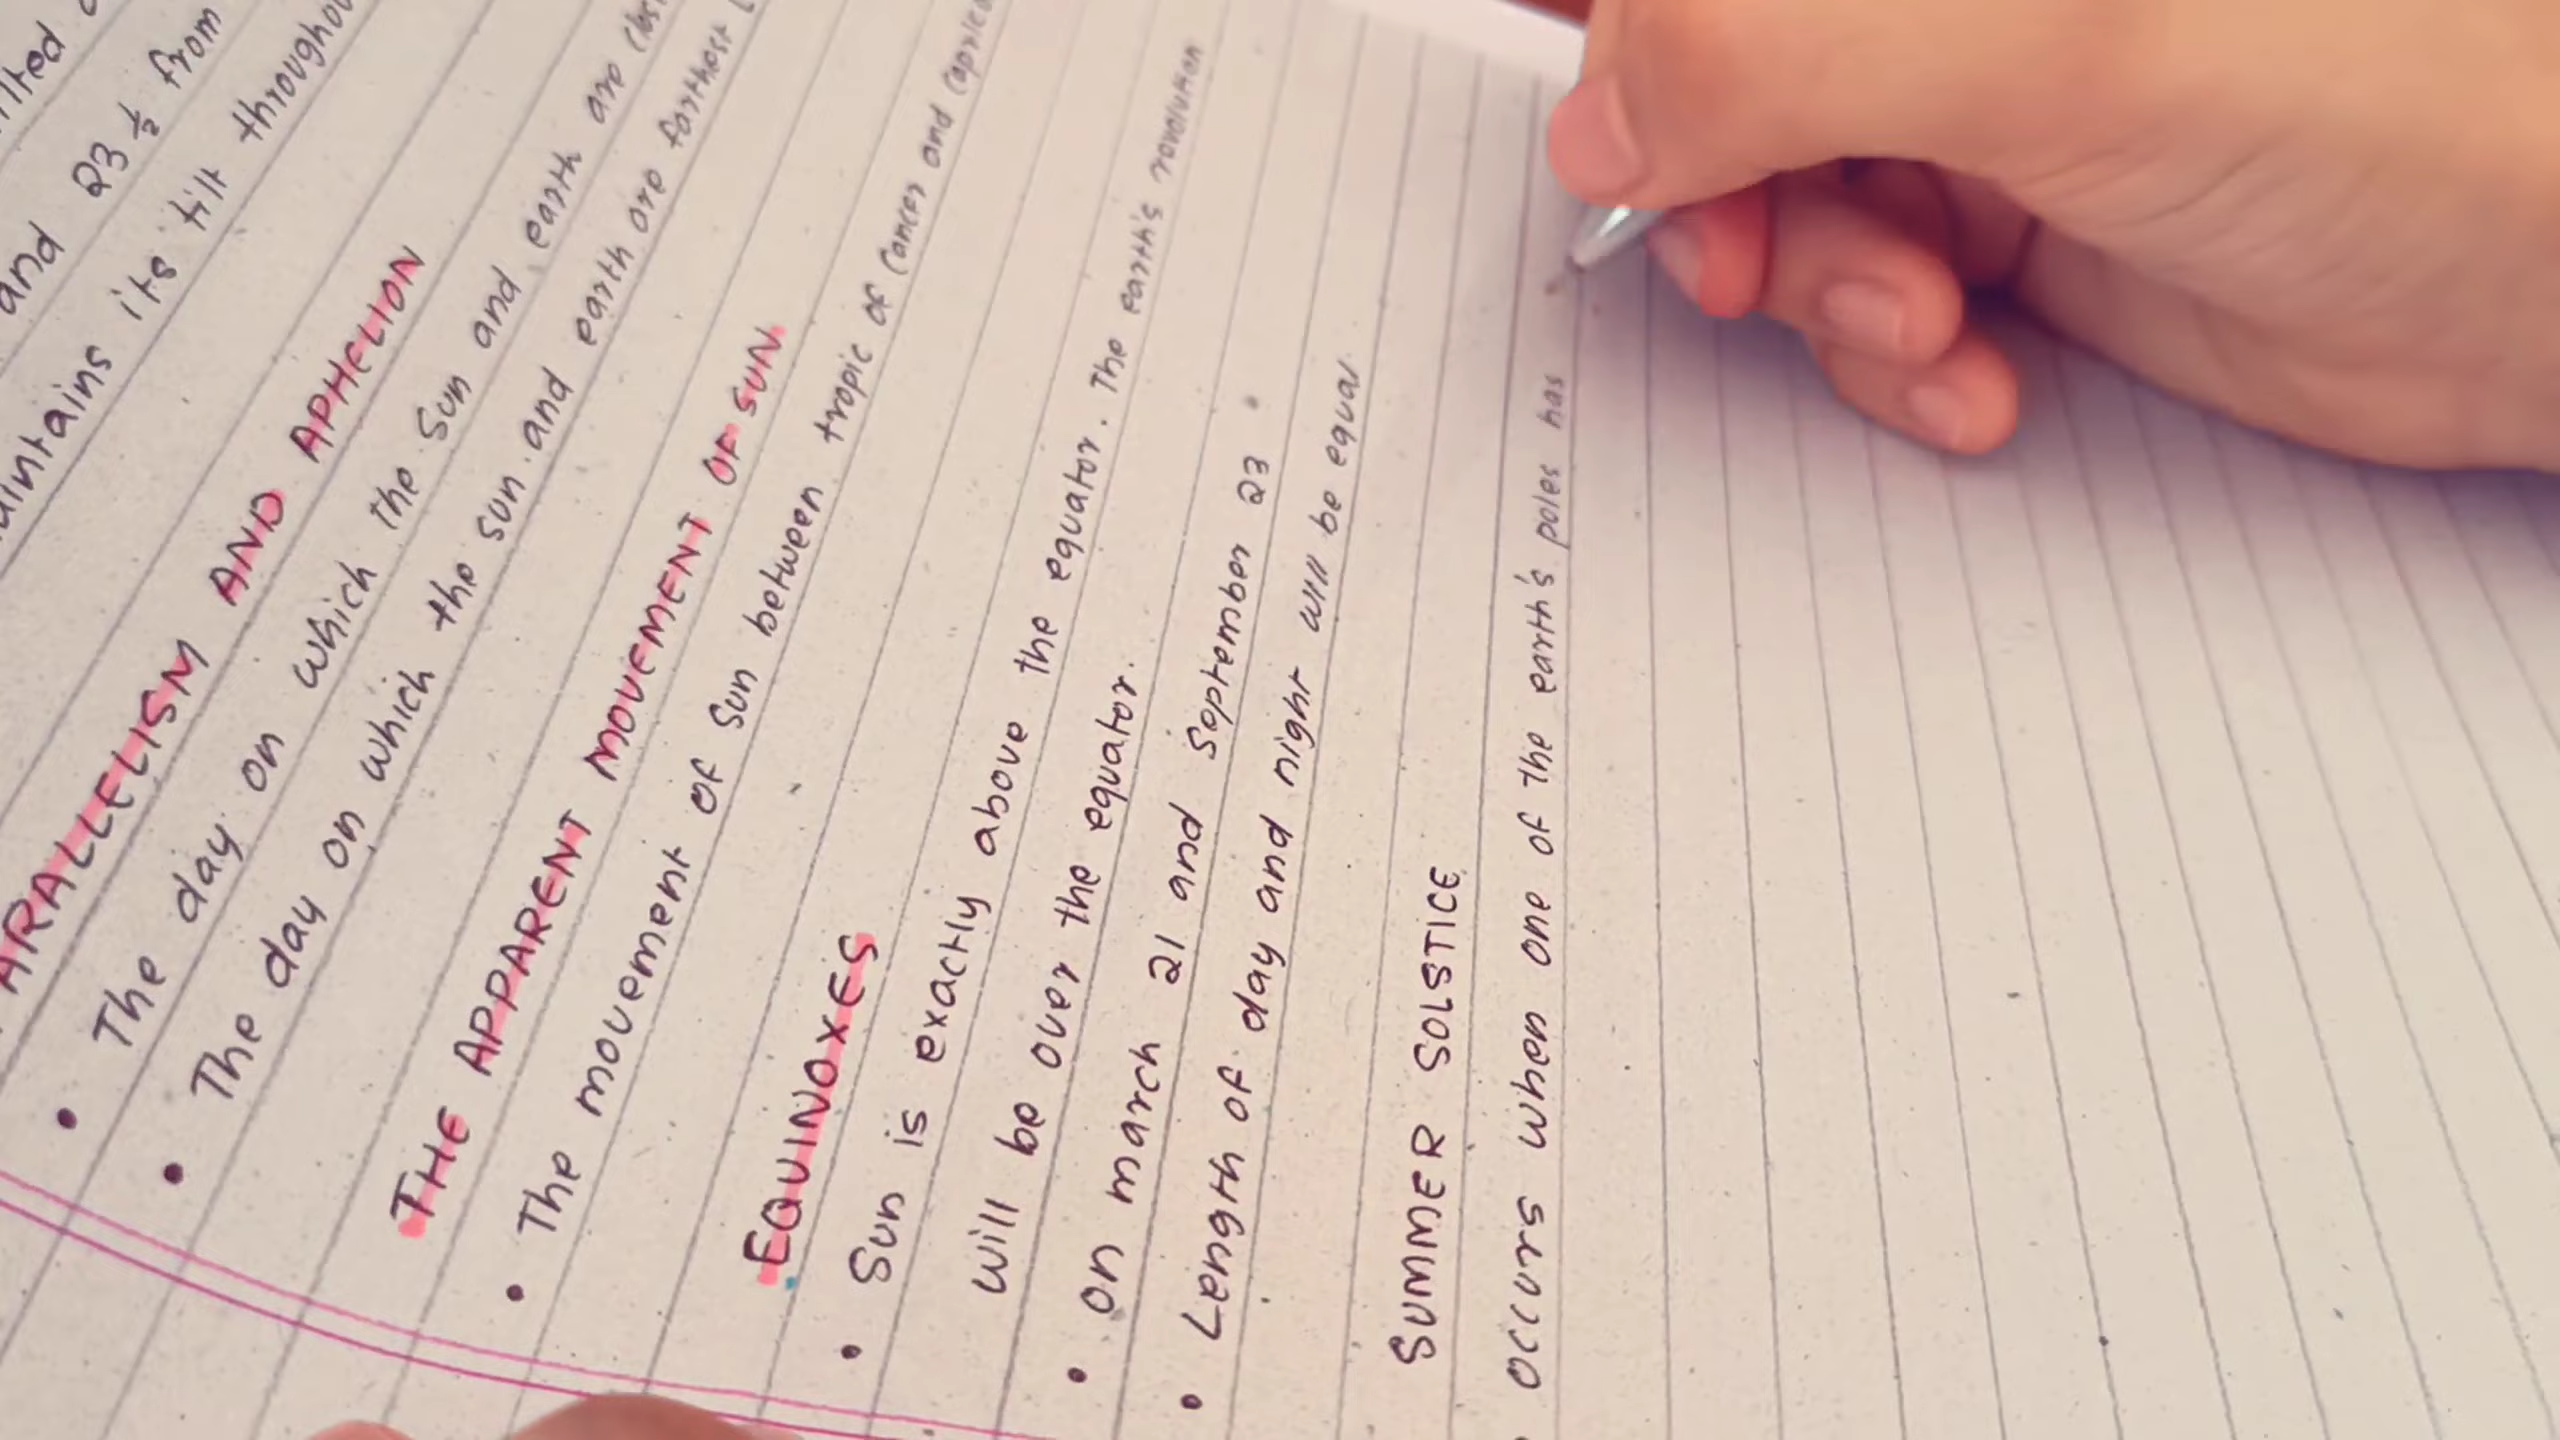 and 23 ½ from
its tilt
ARALLELISM AND APHELION
• The day on which the Sun and earth are
• The day on which the sun and earth are farthest
THE APPARENT MOVEMENT OF SUN
• The movement of Sun between tropic of Cancer and
EQUINOXES
• Sun is exactly above the equator. The earth's revolution
will be over the equator.
• On march 21 and September 23
• Length of day and night will be equal.
SUMMER SOLSTICE
• Occurs when one of the earth's poles has